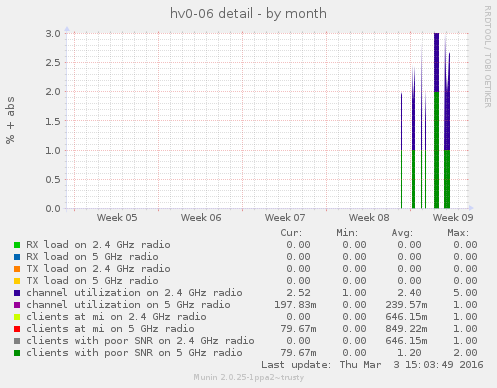 hv0-06 detail - by month
RRDTOOL / TOBI OETIKER
% + abs
3.0
2.5
2.0
1.5
1.0
0.5
0.0
Week 05 Week 06 Week 07 Week 08 Week 09
Cur: Min: Avg: Max:
RX load on 2.4 GHz radio 0.00 0.00 0.00 0.00
RX load on 5 GHz radio 0.00 0.00 0.00 0.00
TX load on 2.4 GHz radio 0.00 0.00 0.00 0.00
TX load on 5 GHz radio 0.00 0.00 0.00 0.00
channel utilization on 2.4 GHz radio 2.52 1.00 2.40 5.00
channel utilization on 5 GHz radio 197.83m 0.00 239.57m 1.00
clients at mi on 2.4 GHz radio 0.00 0.00 646.15m 1.00
clients at mi on 5 GHz radio 79.67m 0.00 849.22m 1.00
clients with poor SNR on 2.4 GHz radio 0.00 0.00 646.15m 1.00
clients with poor SNR on 5 GHz radio 79.67m 0.00 1.20 2.00
Last update: Thu Mar 3 15:03:49 2016
Munin 2.0.25-1ppa2~trusty